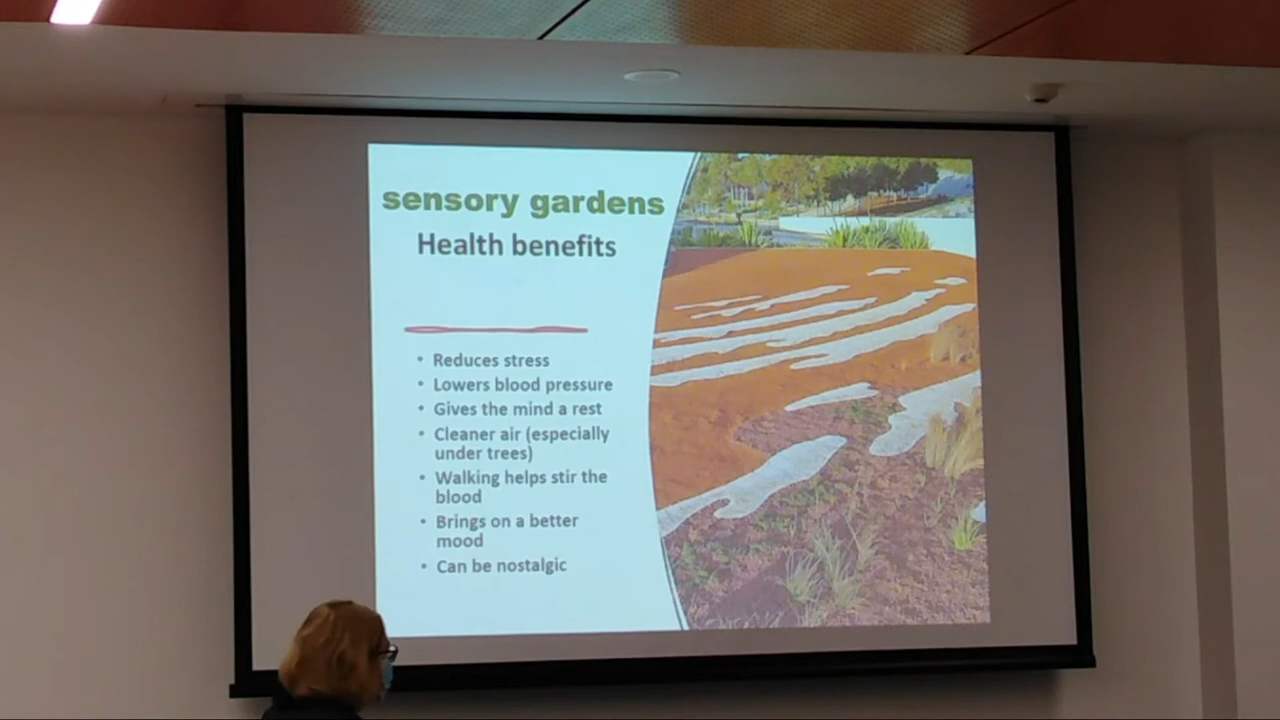 sensory gardens
Health benefits
• Reduces stress
• Lowers blood pressure
• Gives the mind a rest
• Cleaner air (especially
under trees)
• Walking helps stir the
blood
• Brings on a better
mood
• Can be nostalgic